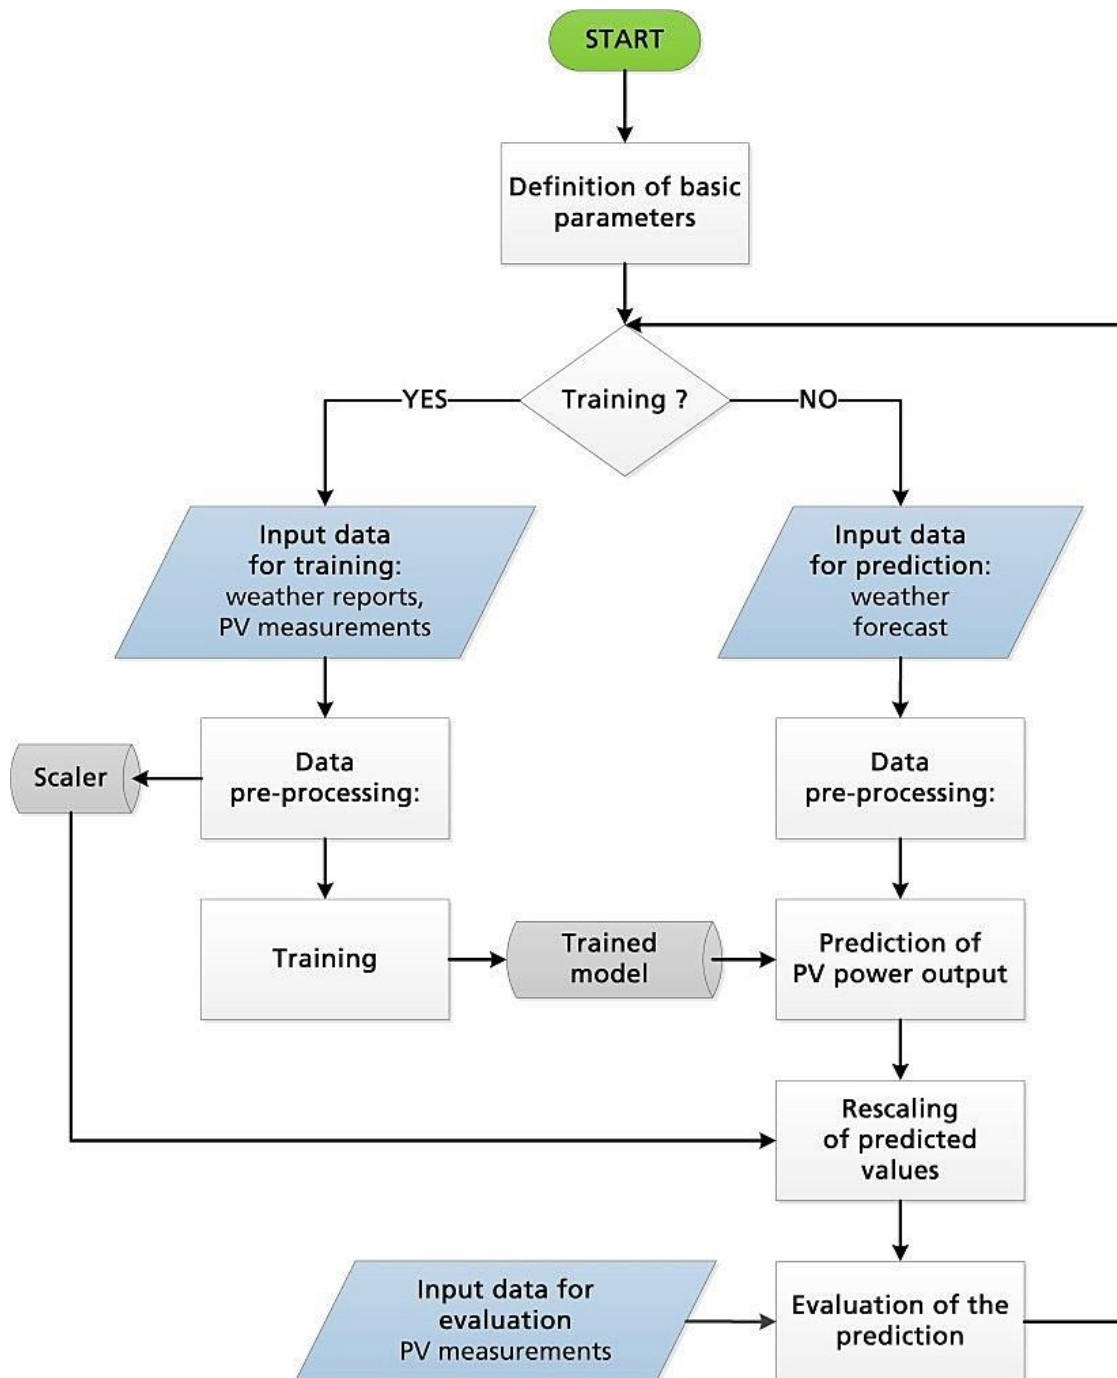 START
Definition of basic
parameters
Training ?
YES
NO
Input data
for training:
weather reports,
PV measurements
Input data
for prediction:
weather
forecast
Scaler
Data
pre-processing:
Data
pre-processing:
Training
Trained
model
Prediction of
PV power output
Rescaling
of predicted
values
Input data for
evaluation
PV measurements
Evaluation of the
prediction